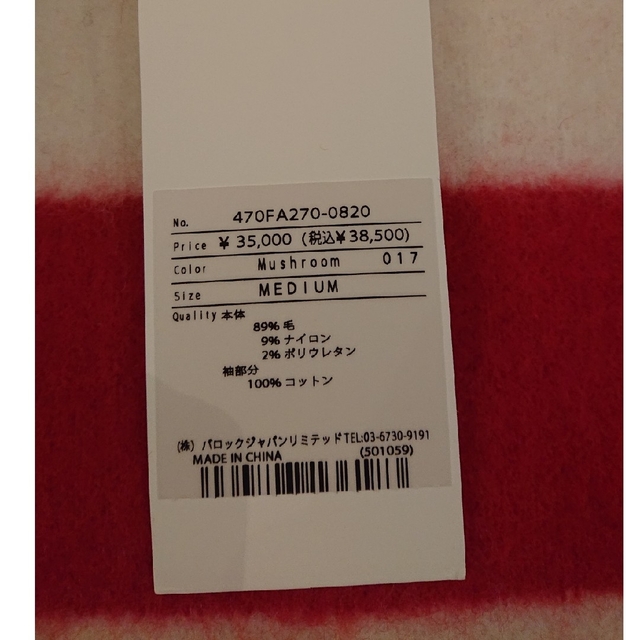 No. 470FA270-0820
Price ¥ 35,000 (税込¥38,500)
Color Mushroom 017
Size MEDIUM
Quality 本体
89% 毛
9% ナイロン
2% ポリウレタン
袖部分
100% コットン
(株) バロックジャパンリミテッドTEL:03-6730-9191
MADE IN CHINA (501059)